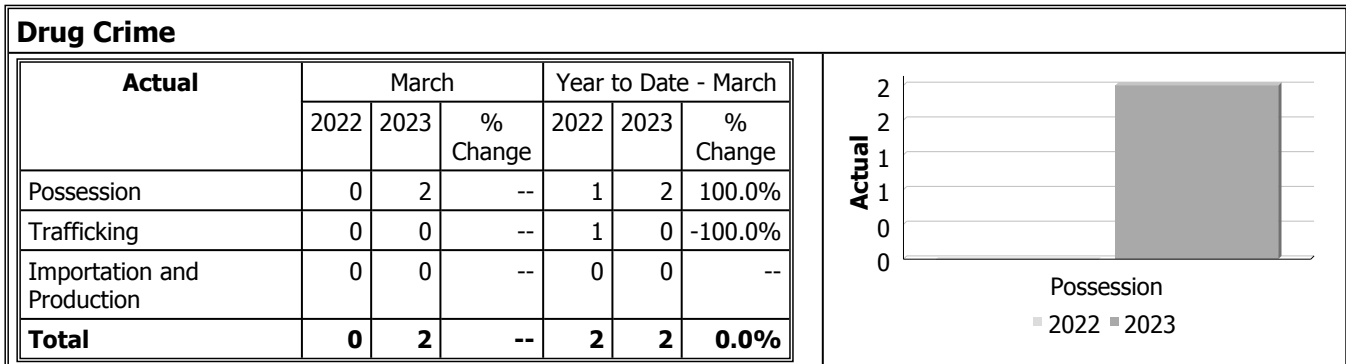 Drug Crime
Actual March Year to Date - March
2022 2023 % Change 2022 2023 % Change
Possession 0 2 -- 1 2 100.0%
Trafficking 0 0 -- 1 0 -100.0%
Importation and Production 0 0 -- 0 0 --
Total 0 2 -- 2 2 0.0%
Actual
2
2
1
1
0
0
Possession
2022 2023